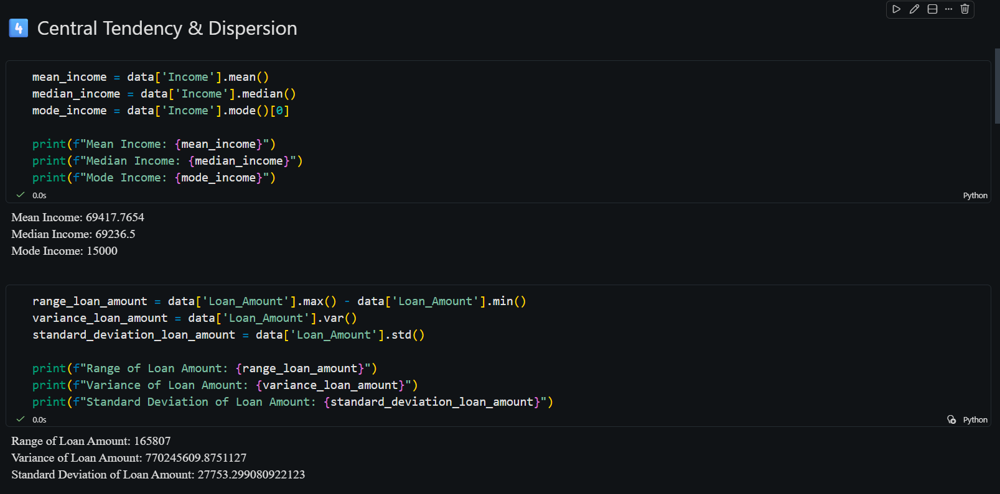 4 Central Tendency & Dispersion
mean_income = data['Income'].mean()
median_income = data['Income'].median()
mode_income = data['Income'].mode()[0]
print(f"Mean Income: {mean_income}")
print(f"Median Income: {median_income}")
print(f"Mode Income: {mode_income}")
0.0s Python
Mean Income: 69417.7654
Median Income: 69236.5
Mode Income: 15000
range_loan_amount = data['Loan_Amount'].max() - data['Loan_Amount'].min()
variance_loan_amount = data['Loan_Amount'].var()
standard_deviation_loan_amount = data['Loan_Amount'].std()
print(f"Range of Loan Amount: {range_loan_amount}")
print(f"Variance of Loan Amount: {variance_loan_amount}")
print(f"Standard Deviation of Loan Amount: {standard_deviation_loan_amount}")
0.0s Python
Range of Loan Amount: 165807
Variance of Loan Amount: 770245609.8751127
Standard Deviation of Loan Amount: 27753.299080922123